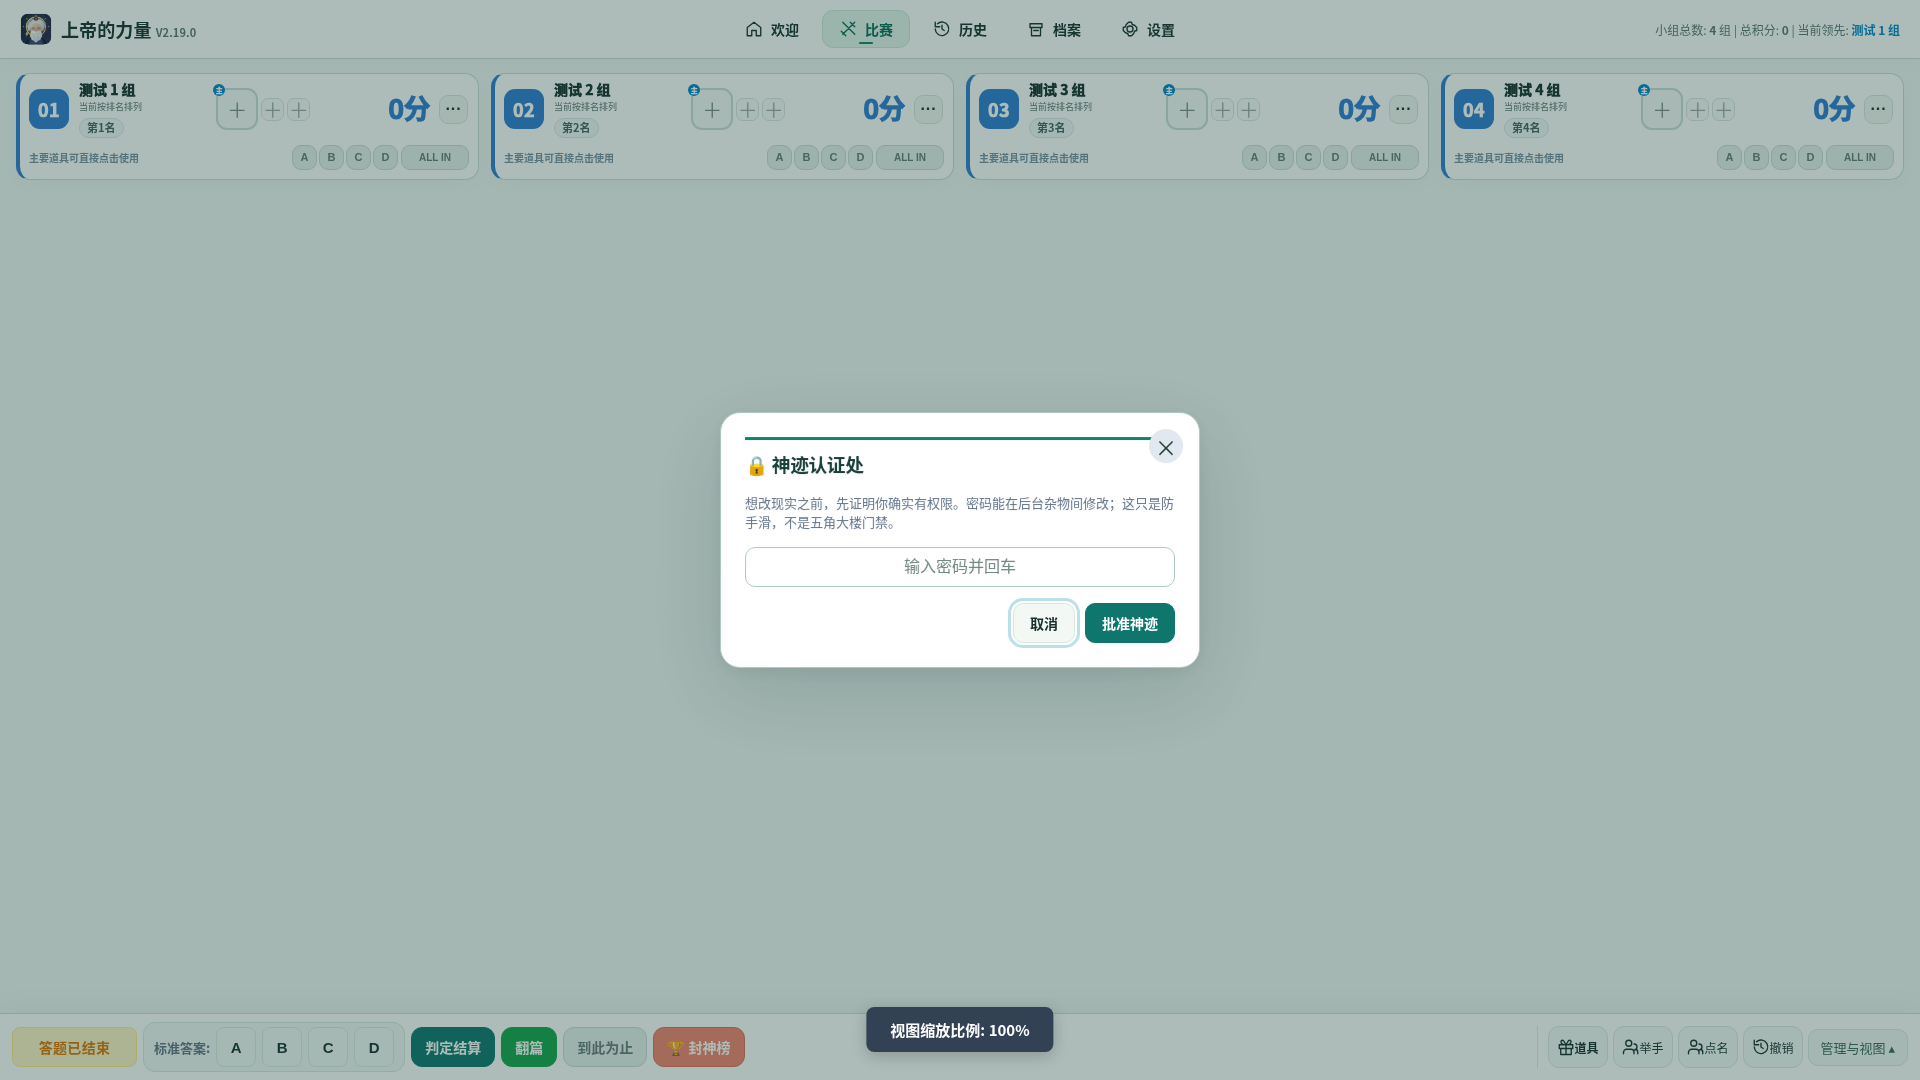 上帝的力量 V2.19.0
欢迎
比赛
历史
档案
设置
小组总数: 4 组 | 总积分: 0 | 当前领先: 测试 1 组
01
测试 1 组
当前按排名排列
第1名
主
0分
...
主要道具可直接点击使用
A
B
C
D
ALL IN
02
测试 2 组
当前按排名排列
第2名
主
0分
...
主要道具可直接点击使用
A
B
C
D
ALL IN
03
测试 3 组
当前按排名排列
第3名
主
0分
...
主要道具可直接点击使用
A
B
C
D
ALL IN
04
测试 4 组
当前按排名排列
第4名
主
0分
...
主要道具可直接点击使用
A
B
C
D
ALL IN
🔒 神迹认证处
想改现实之前，先证明你确实有权限。密码能在后台杂物间修改；这只是防
手滑，不是五角大楼门禁。
输入密码并回车
取消
批准神迹
视图缩放比例: 100%
答题已结束
标准答案:
A
B
C
D
判定结算
翻篇
到此为止
🏆 封神榜
道具
举手
点名
撤销
管理与视图 ▴